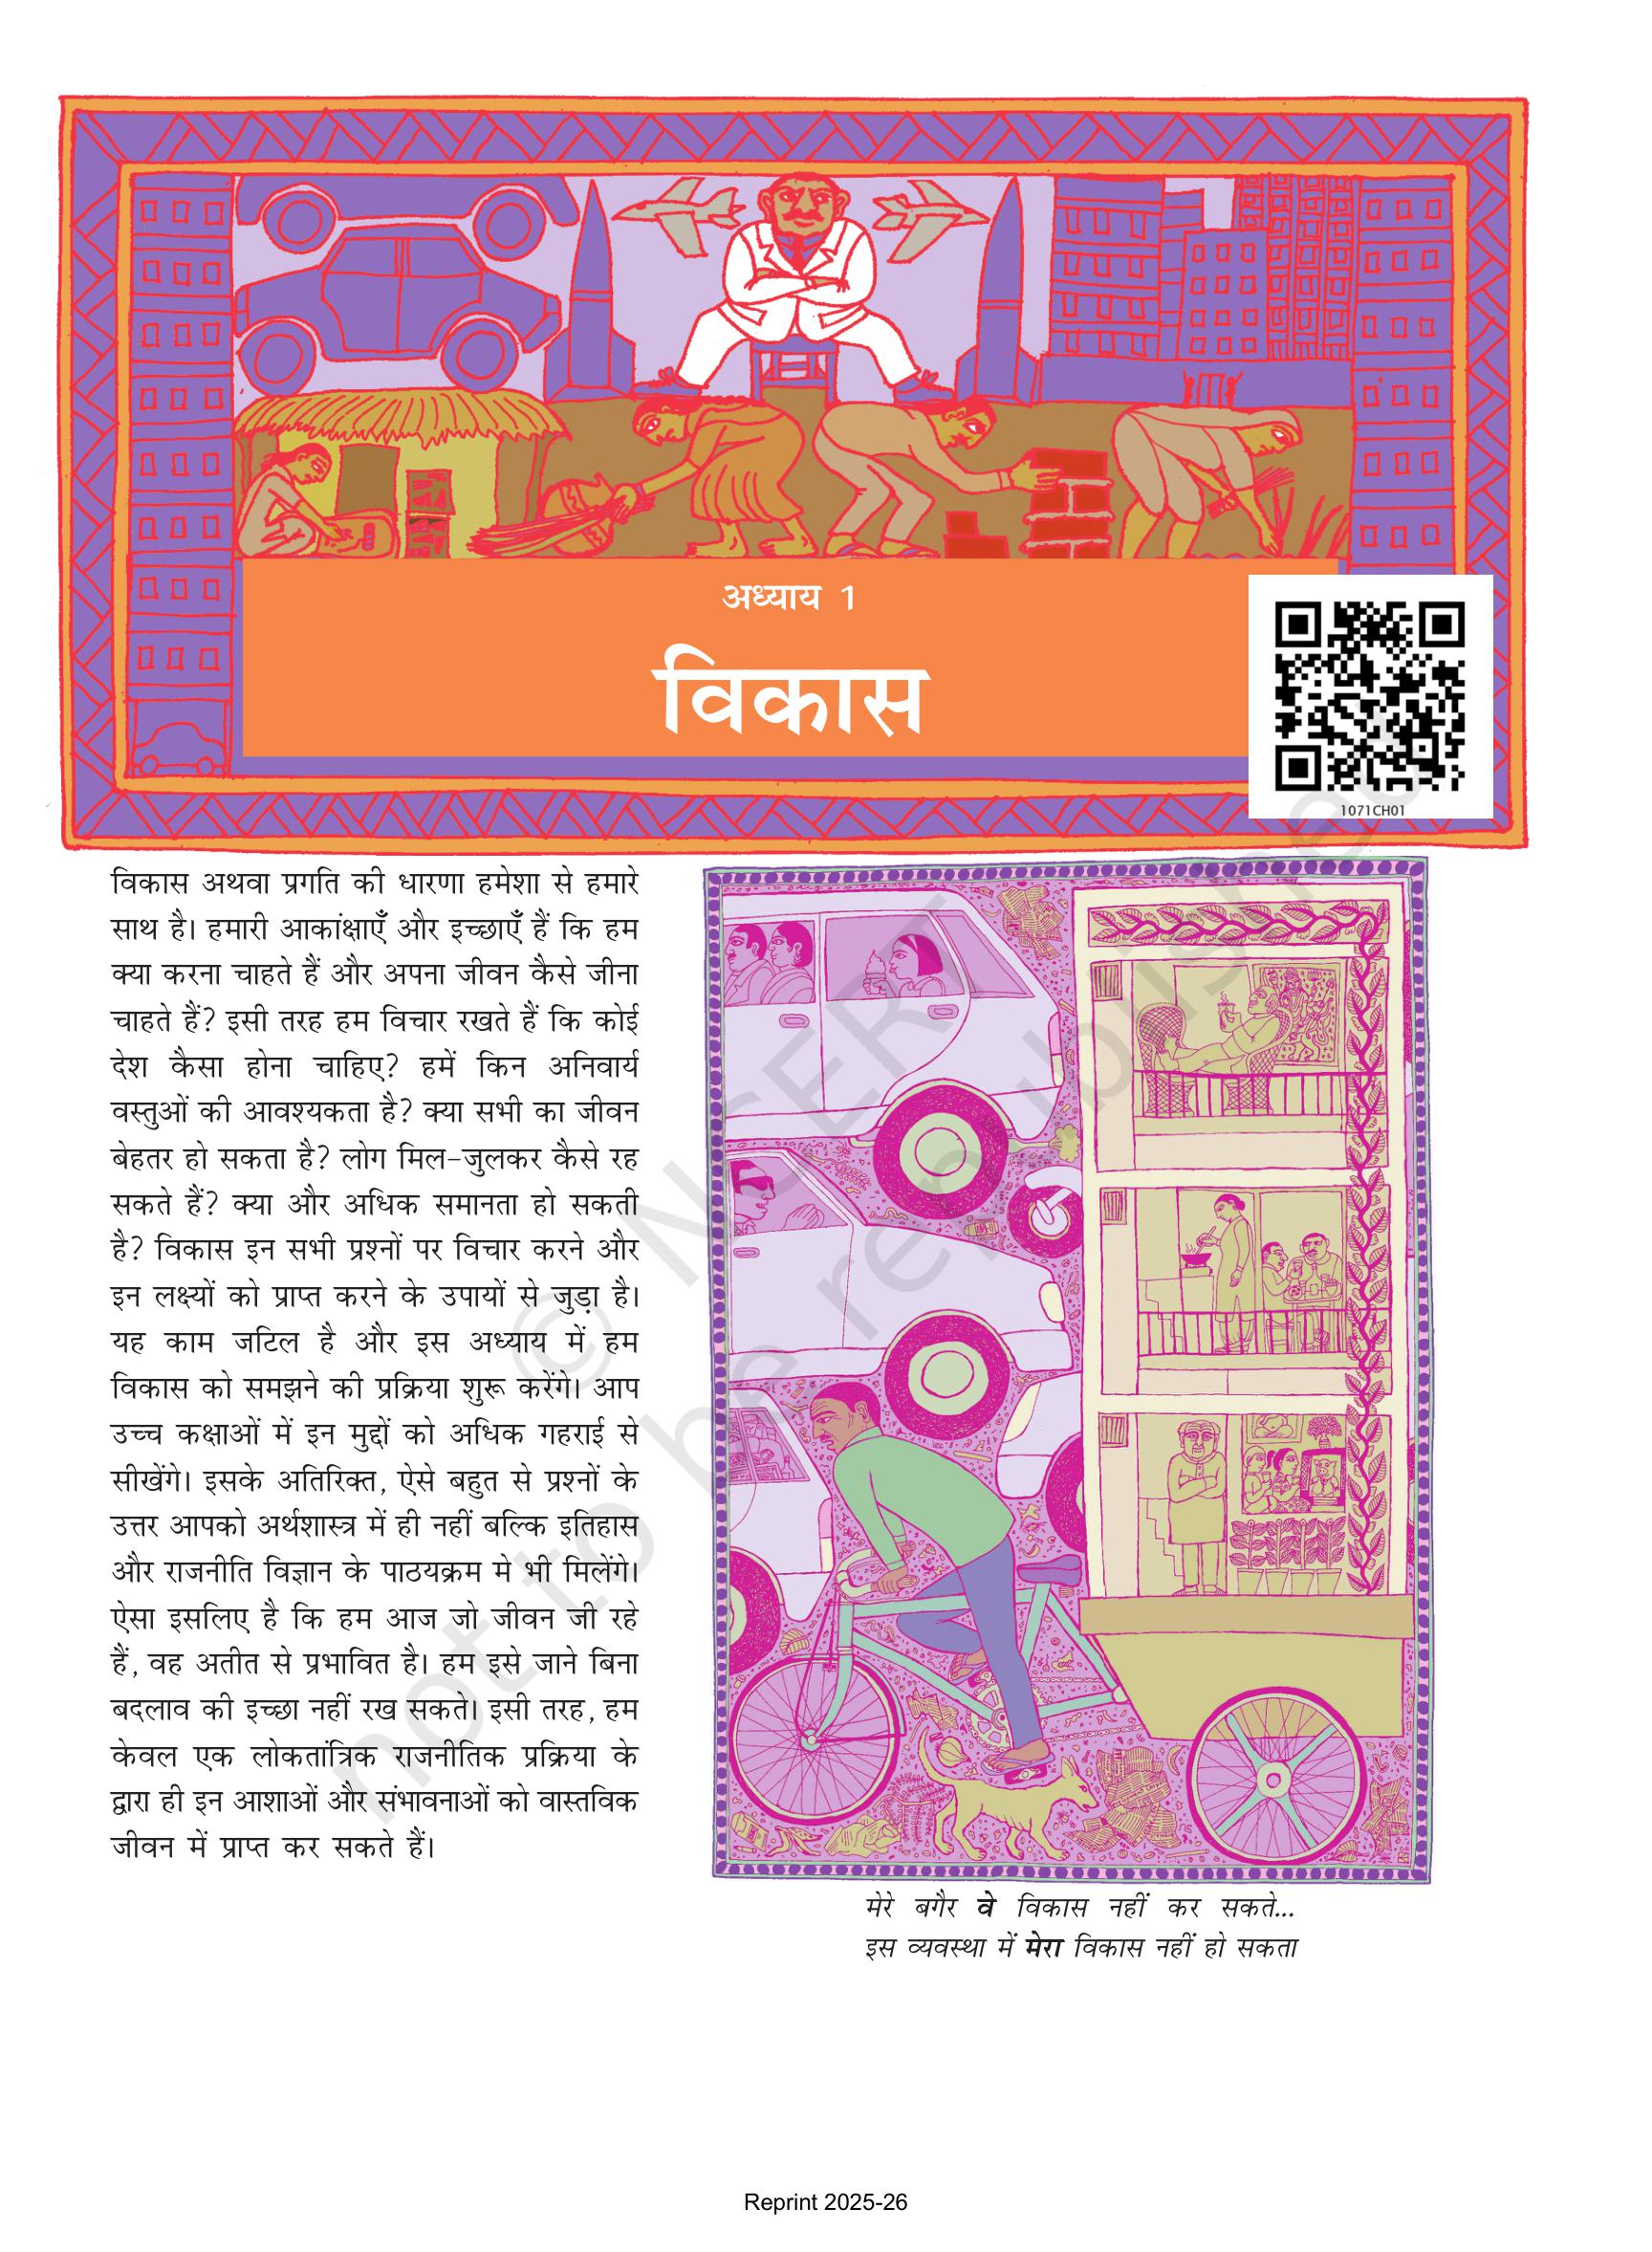 अध्याय 1
विकास
1071CH01
विकास अथवा प्रगति की धारणा हमेशा से हमारे
साथ है। हमारी आकांक्षाएँ और इच्छाएँ हैं कि हम
क्या करना चाहते हैं और अपना जीवन कैसे जीना
चाहते हैं? इसी तरह हम विचार रखते हैं कि कोई
देश कैसा होना चाहिए? हमें किन अनिवार्य
वस्तुओं की आवश्यकता है? क्या सभी का जीवन
बेहतर हो सकता है? लोग मिल-जुलकर कैसे रह
सकते हैं? क्या और अधिक समानता हो सकती
है? विकास इन सभी प्रश्नों पर विचार करने और
इन लक्ष्यों को प्राप्त करने के उपायों से जुड़ा है।
यह काम जटिल है और इस अध्याय में हम
विकास को समझने की प्रक्रिया शुरू करेंगे। आप
उच्च कक्षाओं में इन मुद्दों को अधिक गहराई से
सीखेंगे। इसके अतिरिक्त, ऐसे बहुत से प्रश्नों के
उत्तर आपको अर्थशास्त्र में ही नहीं बल्कि इतिहास
और राजनीति विज्ञान के पाठयक्रम मे भी मिलेंगे।
ऐसा इसलिए है कि हम आज जो जीवन जी रहे
हैं, वह अतीत से प्रभावित है। हम इसे जाने बिना
बदलाव की इच्छा नहीं रख सकते। इसी तरह, हम
केवल एक लोकतांत्रिक राजनीतिक प्रक्रिया के
द्वारा ही इन आशाओं और संभावनाओं को वास्तविक
जीवन में प्राप्त कर सकते हैं।
मेरे बगैर वे विकास नहीं कर सकते...
इस व्यवस्था में मेरा विकास नहीं हो सकता
© NCERT
not to be republished
Reprint 2025-26